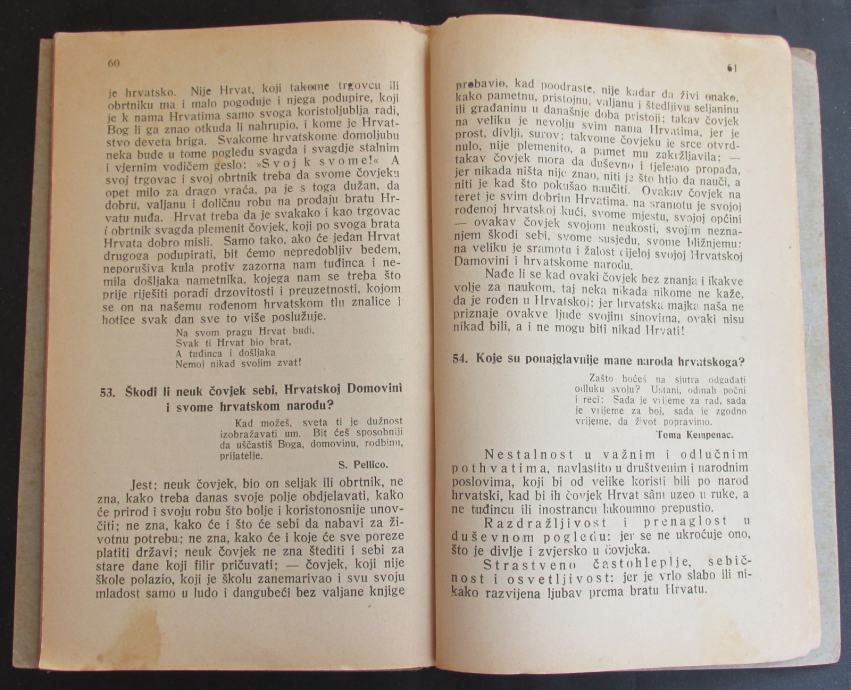 60
je hrvatsko. Nije Hrvat, koji takome trgovcu ili
obrtniku ma i malo pogoduje i njega podupire, koji
je k nama Hrvatima samo svoga koristoljublja radi,
Bog li ga znao otkuda li nahrupio, i kome je Hrvat-
stvo deveta briga. Svakome hrvatskome domoljubu
neka bude u tome pogledu svagda i svagdje stalnim
i vjernim vodičem geslo: »Svoj k svome!« A
svoj trgovac i svoj obrtnik treba da svome čovjeku
opet milo za drago vraća, pa je s toga dužan, da
dobru, valjanu i doličnu robu na prodaju bratu Hr-
vatu nuđa. Hrvat treba da je svakako i kao trgovac
i obrtnik svagda plemenit čovjek, koji po svoga brata
Hrvata dobro misli. Samo tako, ako će jedan Hrvat
drugoga podupirati, bit ćemo nepredobljiv bedem,
neporušiva kula protiv zazorna nam tuđinca i ne-
mila došljaka nametnika, kojega nam se treba što
prije riješiti poradi drzovitosti i preuzetnosti, kojom
se on na našemu rođenom hrvatskom tlu znalice i
hotice svak dan sve to više poslužuje.
Na svom pragu Hrvat budi,
Svak ti Hrvat bio brat,
A tuđinca i došljaka
Nemoj nikad svojim zvat!
53. Škodi li neuk čovjek sebi, Hrvatskoj Domovini
i svome hrvatskom narodu?
Kad možeš, sveta ti je dužnost
izobražavati um. Bit ćeš sposobniji
da uščastiš Boga, domovinu, rodbinu,
prijatelje.
S. Pellico.
Jest; neuk čovjek, bio on seljak ili obrtnik, ne
zna, kako treba danas svoje polje obdjelavati, kako
će prirod i svoju robu što bolje i koristonosnije unov-
čiti; ne zna, kako će i što će sebi da nabavi za ži-
votnu potrebu; ne zna, kako će i koje će sve poreze
platiti državi; neuk čovjek ne zna štediti i sebi za
stare dane koji filir pričuvati; — čovjek, koji nije
škole polazio, koji je školu zanemarivao i svu svoju
mladost samo u ludo i dangubeći bez valjane knjige
61
probavio, kad poodraste, nije kadar da živi onako,
kako pametnu, pristojnu, valjanu i štedljivu seljaninu
ili građaninu u današnje doba pristoji; takav čovjek
na veliku je nevolju svim nama Hrvatima, jer je
prost, divlji, surov; takvome čovjeku je srce otvrd-
nulo, nije plemenito, a pamet mu zakržljavila; —
takav čovjek mora da duševno i tjelesno propada,
jer nikada ništa nije znao, niti je što htio da nauči, a
niti je kad što pokušao naučiti. Ovakav čovjek na
teret je svim dobrim Hrvatima, na sramotu je svojoj
rođenoj hrvatskoj kući, svome mjestu, svojoj općini
— ovakav čovjek svojom neukosti, svojim nezna-
njem škodi sebi, svome susjedu, svome bližnjemu:
na veliku je sramotu i žalost cijeloj svojoj Hrvatskoj
Damovini i hrvatskome narodu.
Nađe li se kad ovaki čovjek bez znanja i ikakve
volje za naukom, taj neka nikada nikome ne kaže,
da je rođen u Hrvatskoj; jer hrvatska majka naša ne
priznaje ovakve ljude svojim sinovima, ovaki nisu
nikad bili, a i ne mogu biti nikad Hrvati!
54. Koje su ponajglavnije mane naroda hrvatskoga?
Zašto hoćeš na sjutra odgađati
odluku svoju? Ustani, odmah počni
i reci: Sada je vrijeme za rad, sada
je vrijeme za boj, sada je zgodno
vrijeme, da život popravimo.
Toma Kempenac.
Nestalnost u važnim i odlučnim
pothvatima, navlastito u društvenim i narodnim
poslovima, koji bi od velike koristi bili po narod
hrvatski, kad bi ih čovjek Hrvat sâm uzeo u ruke, a
ne tuđincu ili inostrancu lakoumno prepustio.
Razdražljivost i prenaglost u
duševnom pogledu: jer se ne ukroćuje ono,
što je divlje i zvjersko u čovjeka.
Strastveno častohleplje, sebič-
nost i osvetljivost: jer je vrlo slabo ili ni-
kako razvijena ljubav prema bratu Hrvatu.